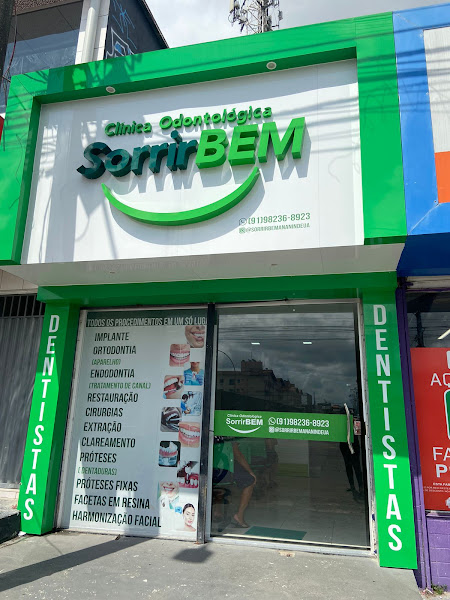 Clínica Odontológica
SorrirBEM
(91)98236-8923
@SORRIRBEMANANINDEUA
DENTISTAS
TODOS OS PROCEDIMENTOS EM UM SÓ
IMPLANTE
ORTODONTIA
(APARELHO)
ENDODONTIA
(TRATAMENTO DE CANAL)
RESTAURAÇÃO
CIRURGIAS
EXTRAÇÃO
CLAREAMENTO
PRÓTESES
(DENTADURAS)
PRÓTESES FIXAS
FACETAS EM RESINA
HARMONIZAÇÃO FACIAL
Clínica Odontológica
SorrirBEM
(91)98236-8923
@SORRIRBEMANANINDEUA
DENTISTAS